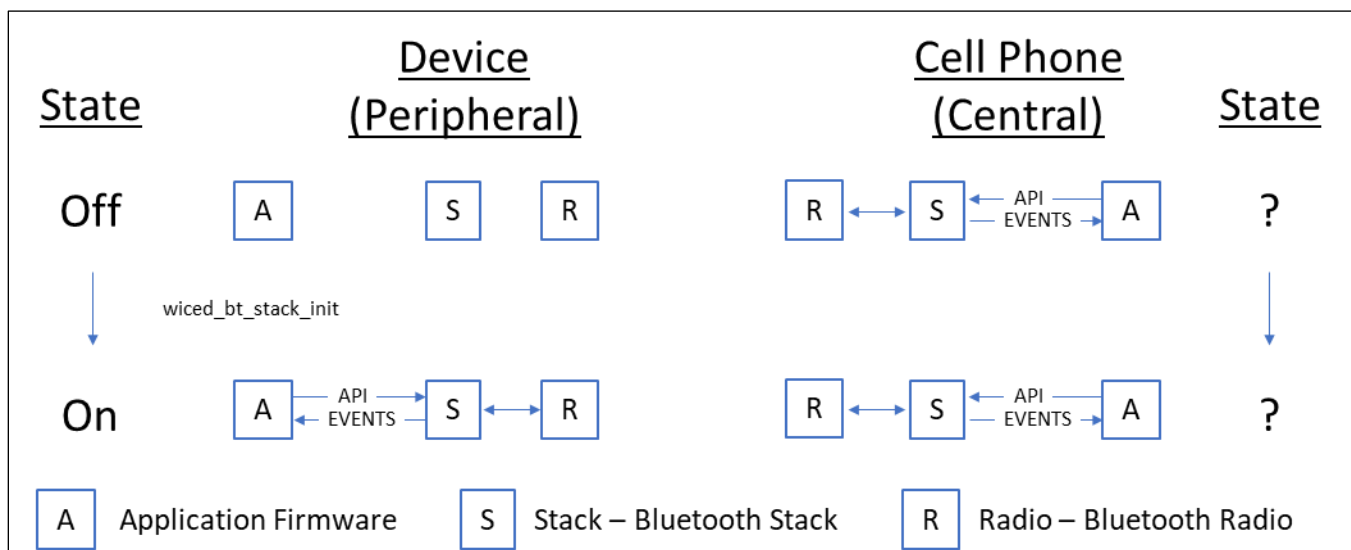 Device
(Peripheral)
Cell Phone
(Central)
State
State
Off
A
S
R
R
S
API
EVENTS
A
?
wiced_bt_stack_init
On
A
API
EVENTS
S
R
R
S
API
EVENTS
A
?
A Application Firmware
S Stack – Bluetooth Stack
R Radio – Bluetooth Radio